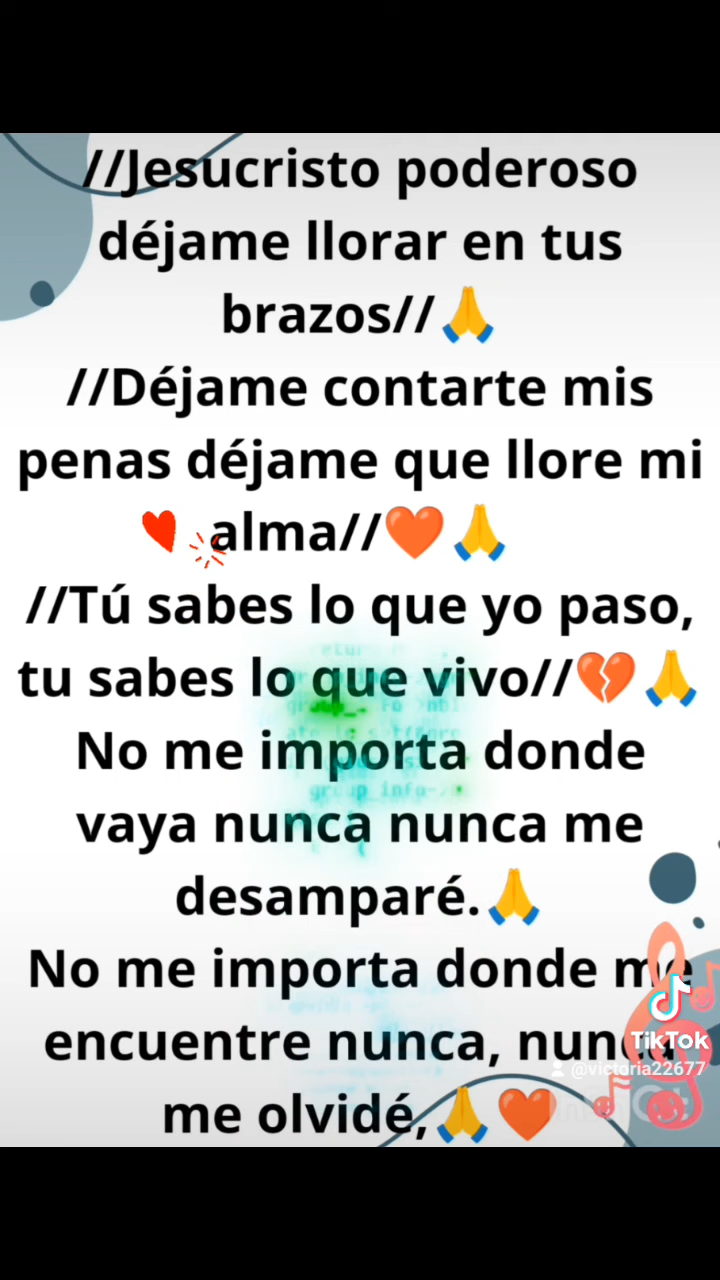 //Jesucristo poderoso
déjame llorar en tus
brazos//🙏
//Déjame contarte mis
penas déjame que llore mi
alma//❤️🙏
//Tú sabes lo que yo paso,
tu sabes lo que vivo//💔🙏
No me importa donde
vaya nunca nunca me
desamparé.🙏
No me importa donde me
encuentre nunca, nunca
me olvidé,🙏❤️
TikTok
@victoria22677